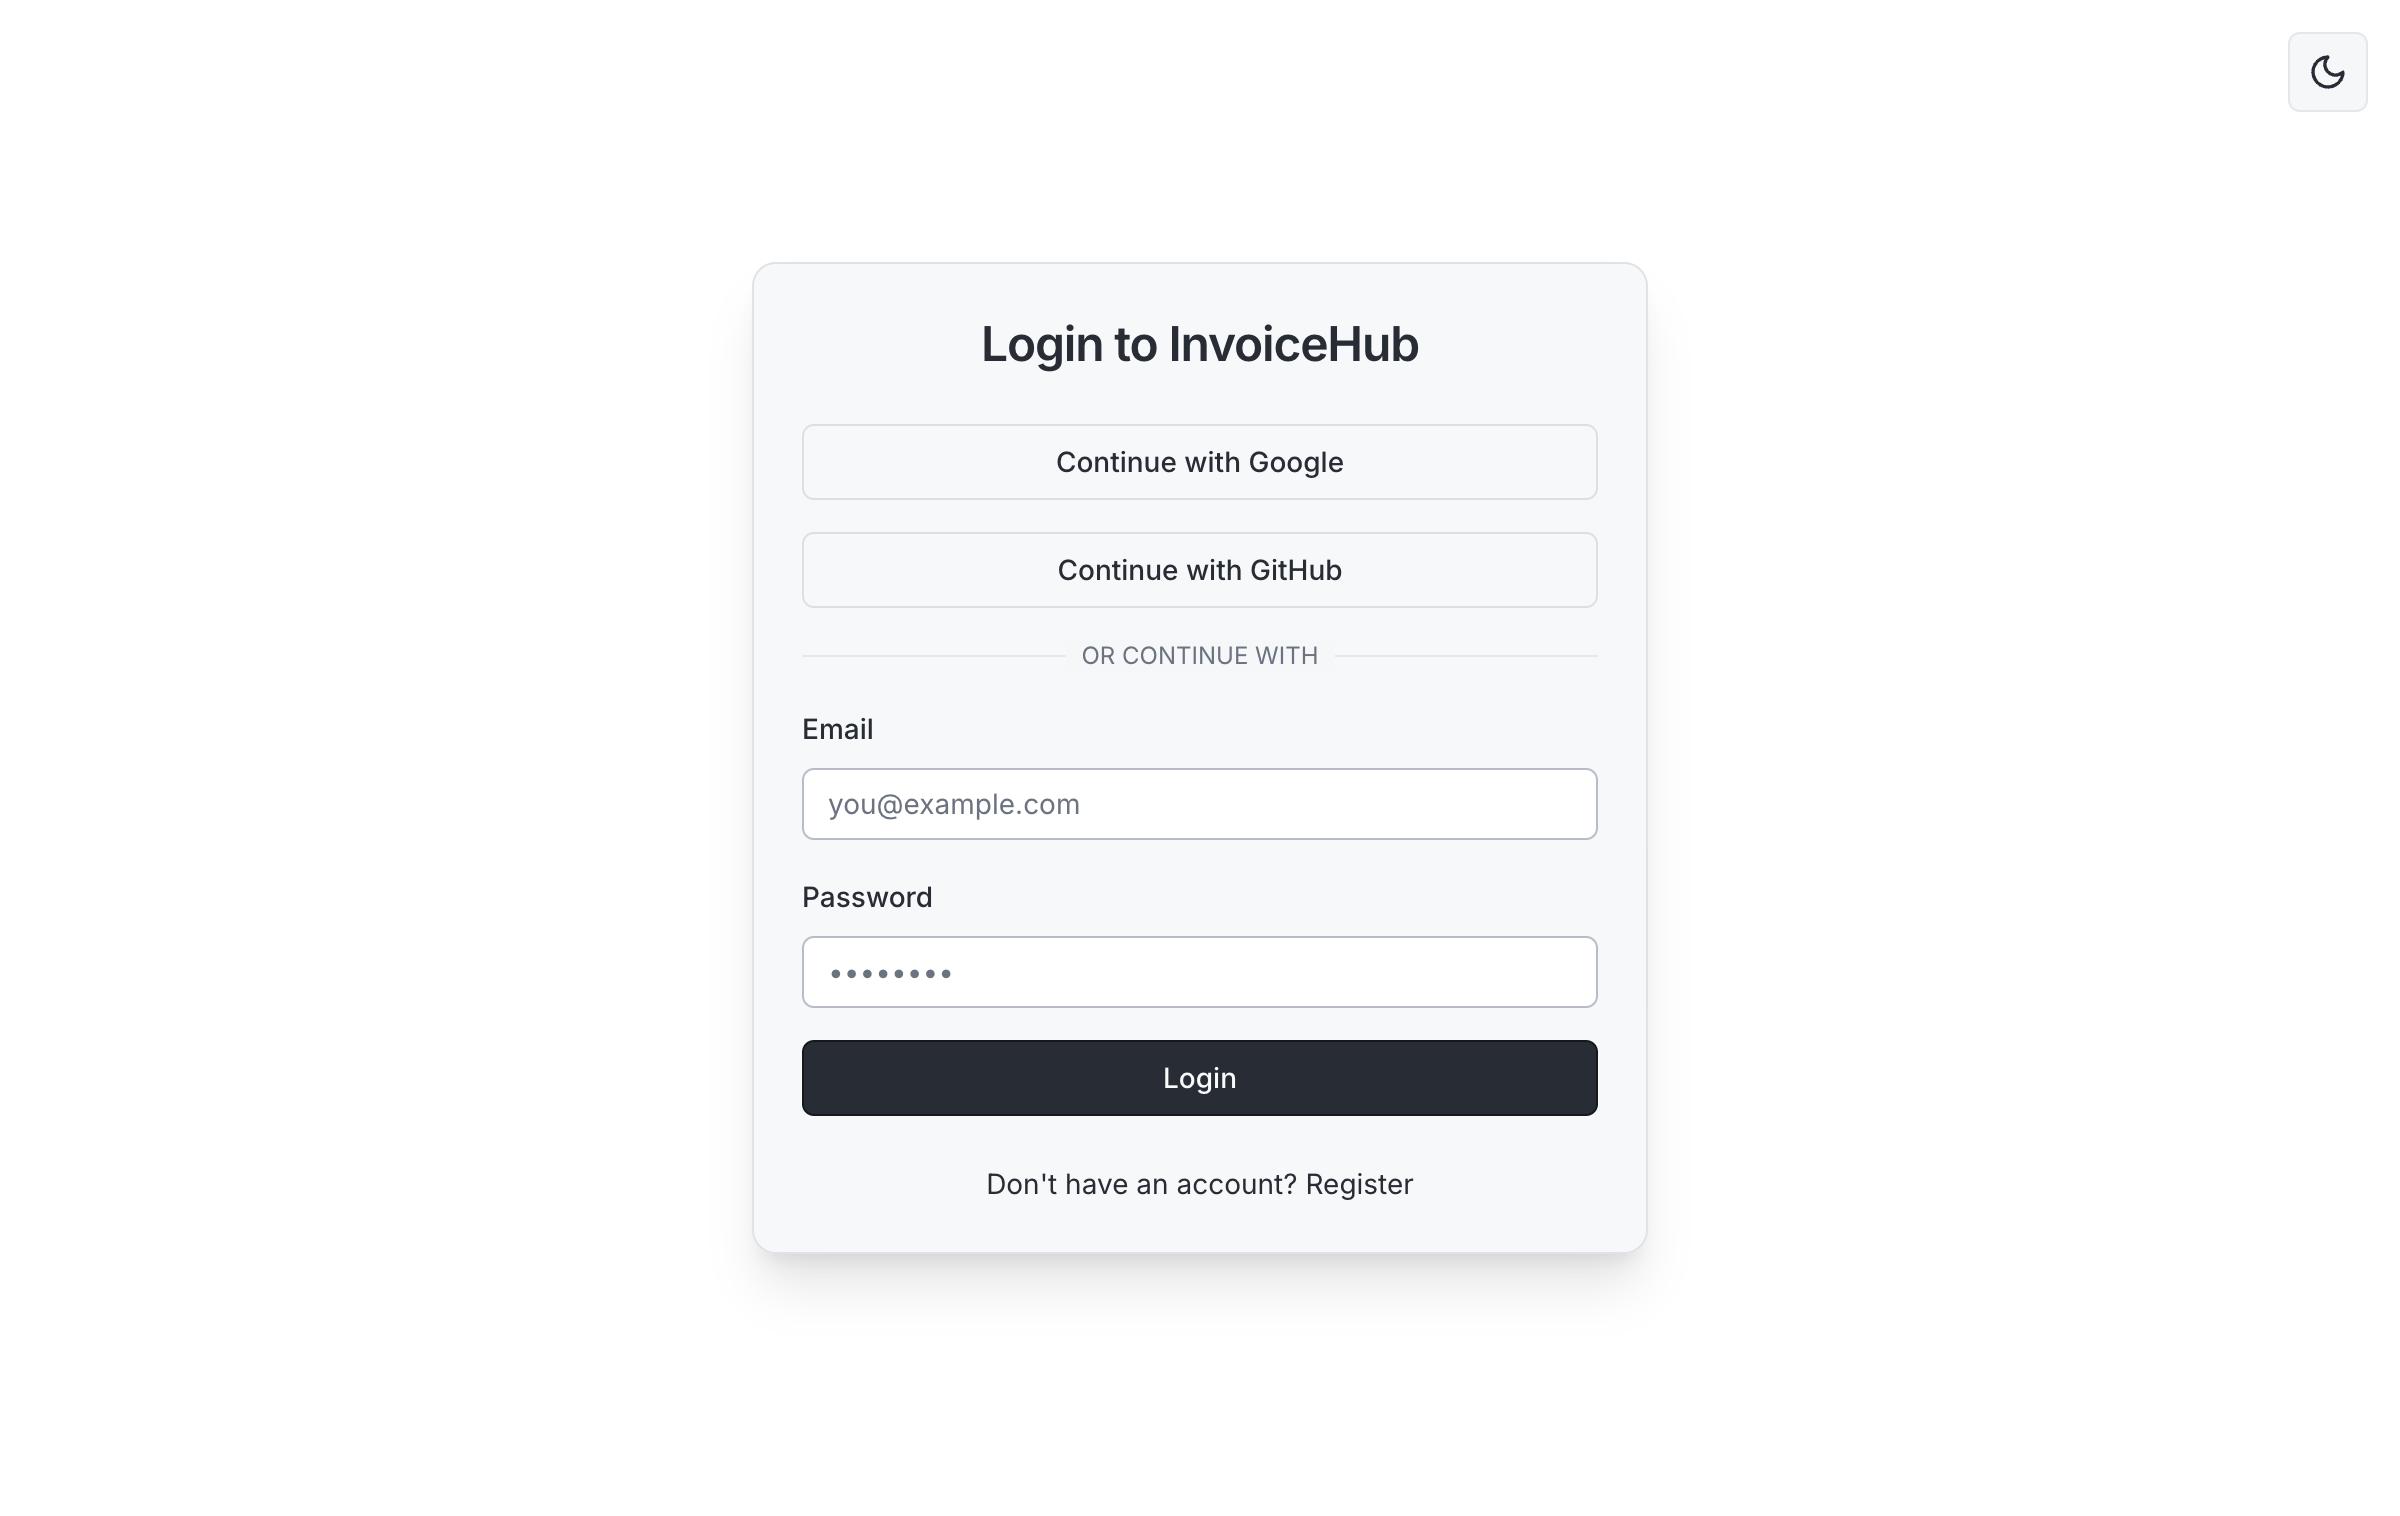 Login to InvoiceHub
Continue with Google
Continue with GitHub
OR CONTINUE WITH
Email
you@example.com
Password
••••••••
Login
Don't have an account? Register